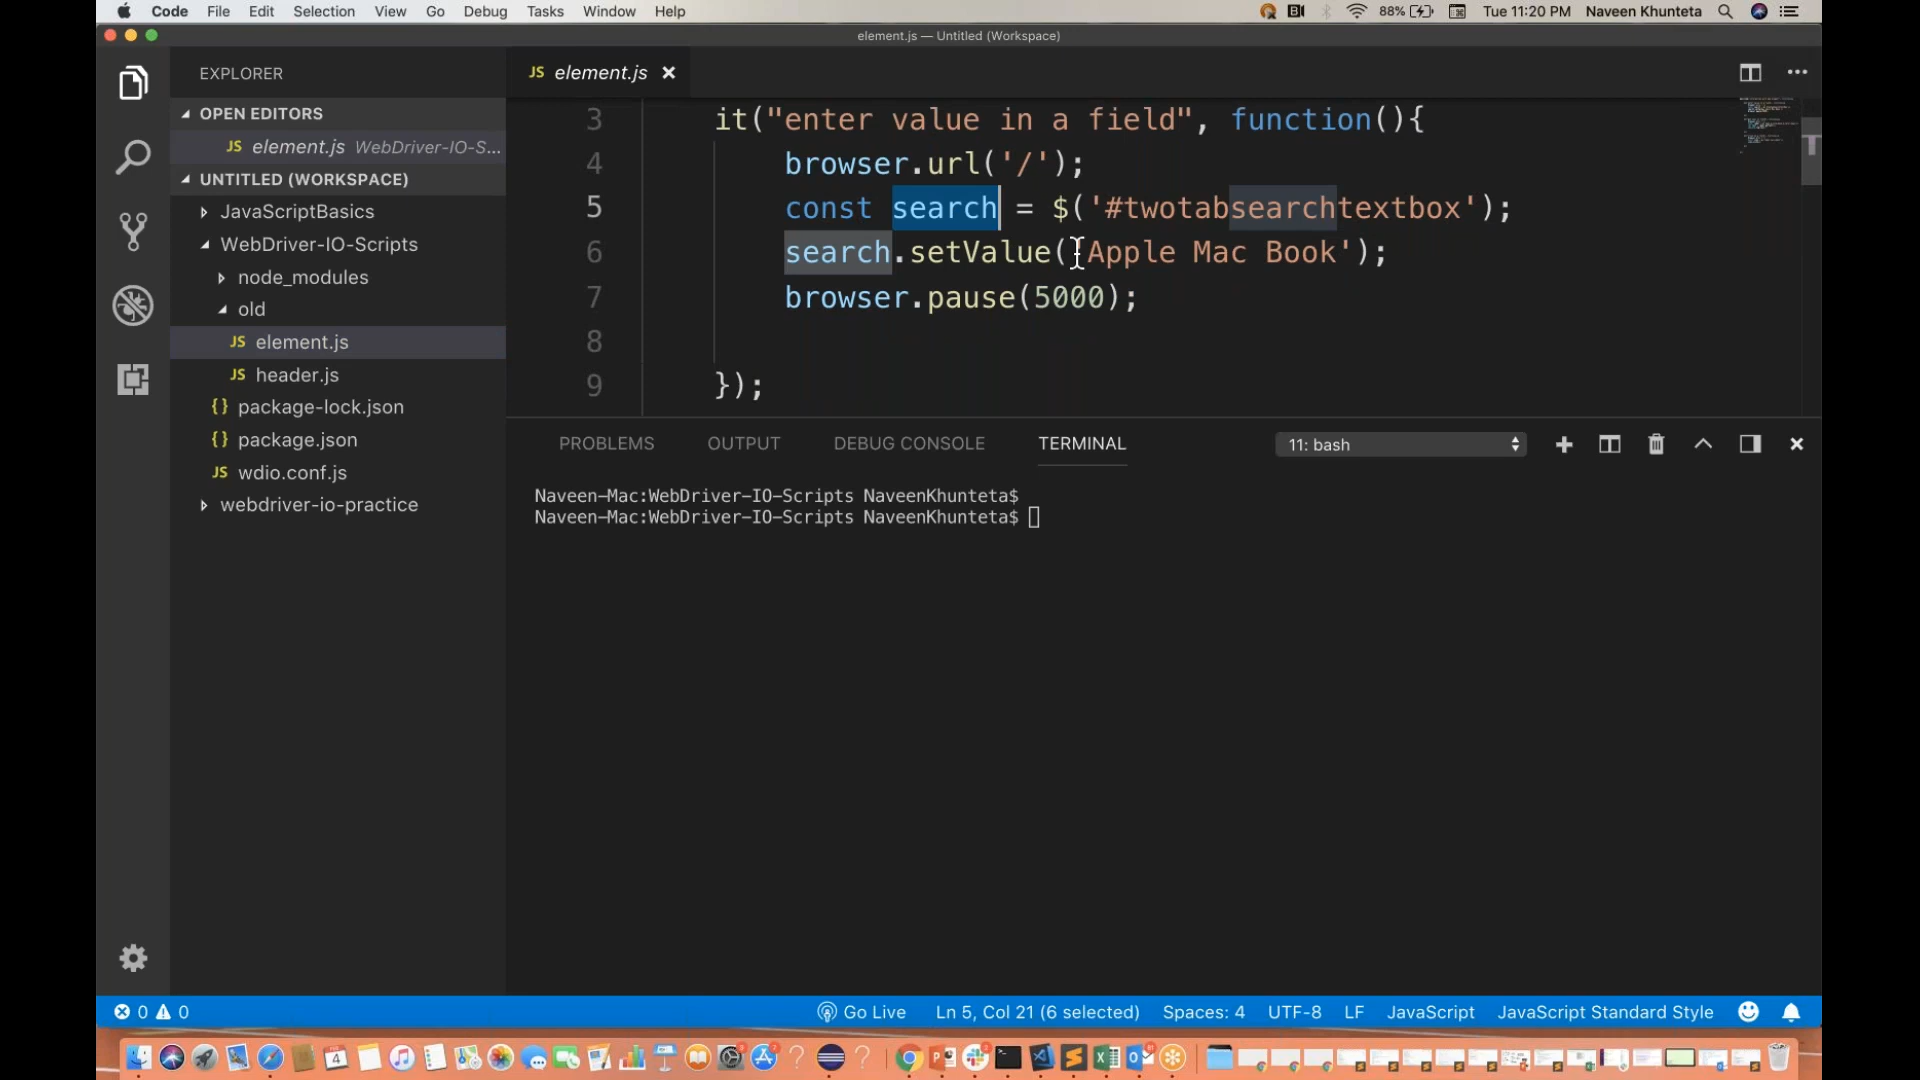 Code File Edit Selection View Go Debug Tasks Window Help 88% Tue 11:20 PM Naveen Khunteta
element.js — Untitled (Workspace)
EXPLORER
OPEN EDITORS
JS element.js WebDriver-IO-S...
UNTITLED (WORKSPACE)
JavaScriptBasics
WebDriver-IO-Scripts
node_modules
old
JS element.js
JS header.js
{} package-lock.json
{} package.json
JS wdio.conf.js
webdriver-io-practice
JS element.js
3 it("enter value in a field", function(){
4 browser.url('/');
5 const search = $('#twotabsearchtextbox');
6 search.setValue('Apple Mac Book');
7 browser.pause(5000);
8
9 });
PROBLEMS OUTPUT DEBUG CONSOLE TERMINAL 11: bash
Naveen-Mac:WebDriver-IO-Scripts NaveenKhunteta$
Naveen-Mac:WebDriver-IO-Scripts NaveenKhunteta$
0 0 Go Live Ln 5, Col 21 (6 selected) Spaces: 4 UTF-8 LF JavaScript JavaScript Standard Style